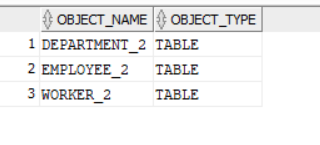 OBJECT_NAME OBJECT_TYPE
1 DEPARTMENT_2 TABLE
2 EMPLOYEE_2 TABLE
3 WORKER_2 TABLE